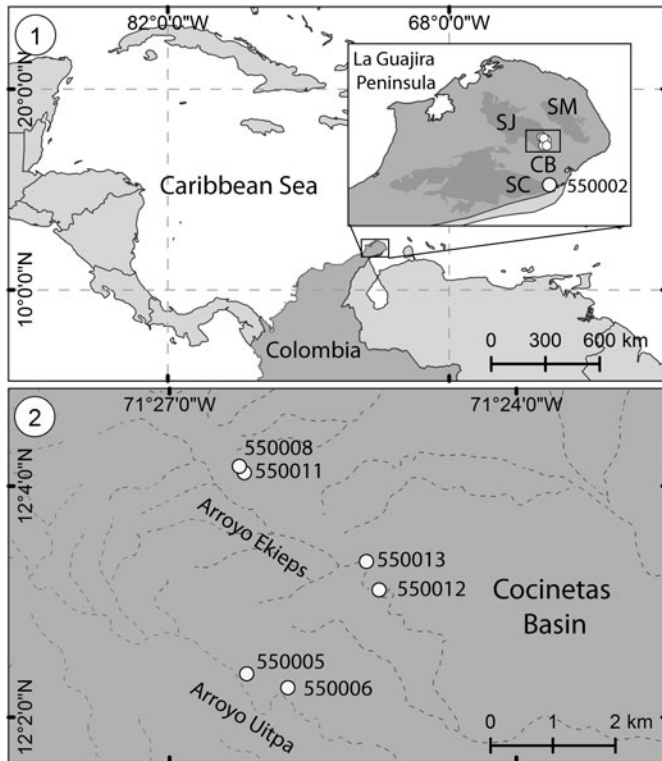 1
82°0'0"W
68°0'0"W
20°0'0"N
10°0'0"N
La Guajira
Peninsula
SJ
SM
CB
SC
550002
Caribbean Sea
Colombia
0 300 600 km
2
71°27'0"W
71°24'0"W
12°4'0"N
12°2'0"N
550008
550011
Arroyo Ekieps
550013
550012
Cocinetas
Basin
550005
550006
Arroyo Uitpa
0 1 2 km